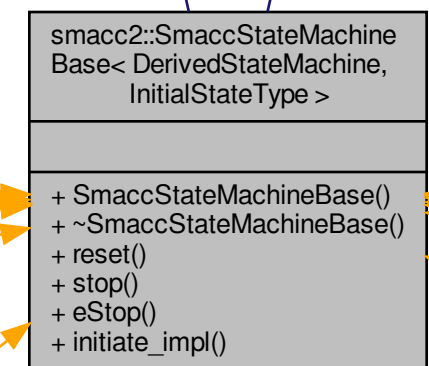 smacc2::SmaccStateMachine
Base< DerivedStateMachine,
InitialStateType >
+ SmaccStateMachineBase()
+ ~SmaccStateMachineBase()
+ reset()
+ stop()
+ eStop()
+ initiate_impl()